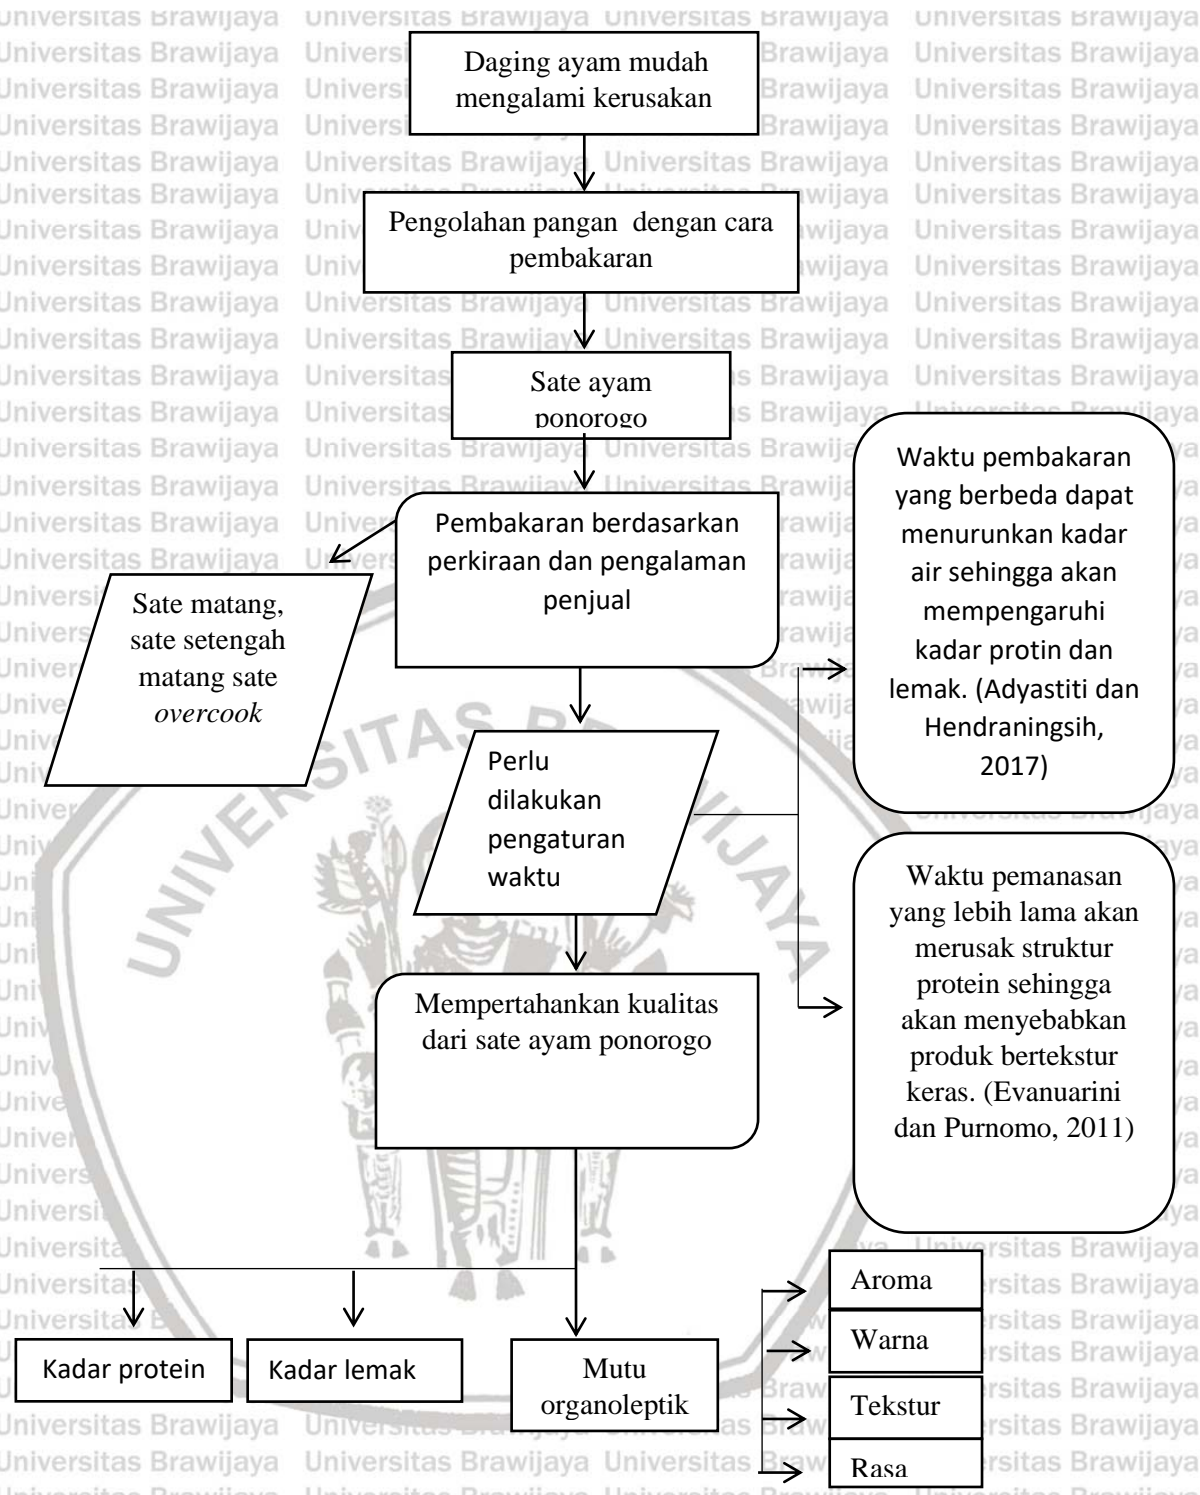 Daging ayam mudah
mengalami kerusakan
Pengolahan pangan dengan cara
pembakaran
Sate ayam
ponorogo
Pembakaran berdasarkan
perkiraan dan pengalaman
penjual
Sate matang,
sate setengah
matang sate
overcook
Perlu
dilakukan
pengaturan
waktu
Waktu pembakaran
yang berbeda dapat
menurunkan kadar
air sehingga akan
mempengaruhi
kadar protin dan
lemak. (Adyastiti dan
Hendraningsih,
2017)
Waktu pemanasan
yang lebih lama akan
merusak struktur
protein sehingga
akan menyebabkan
produk bertekstur
keras. (Evanuarini
dan Purnomo, 2011)
Mempertahankan kualitas
dari sate ayam ponorogo
Kadar protein
Kadar lemak
Mutu
organoleptik
Aroma
Warna
Tekstur
Rasa
UNIVERSITAS BRAWIJAYA